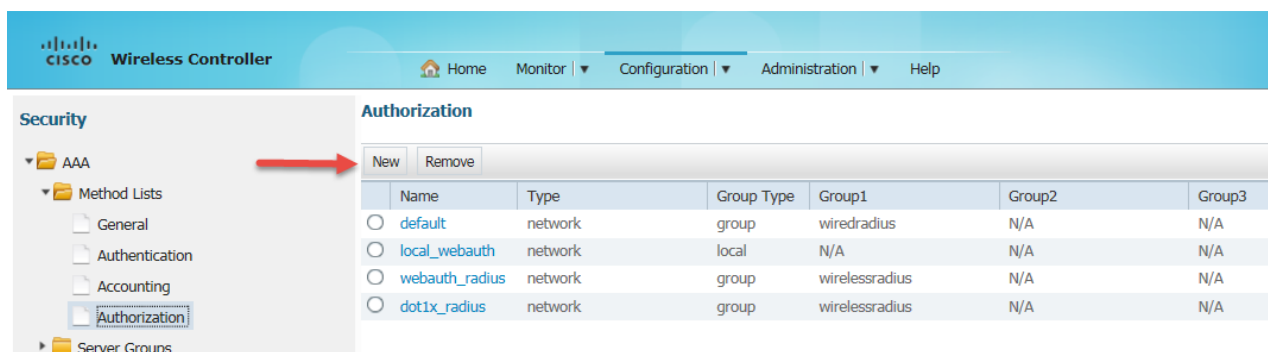 CISCO Wireless Controller
Home Monitor ▼ Configuration ▼ Administration ▼ Help
Security
AAA
Method Lists
General
Authentication
Accounting
Authorization
Server Groups
Authorization
New Remove
Name Type Group Type Group1 Group2 Group3
default network group wiredradius N/A N/A
local_webauth network local N/A N/A N/A
webauth_radius network group wirelessradius N/A N/A
dot1x_radius network group wirelessradius N/A N/A